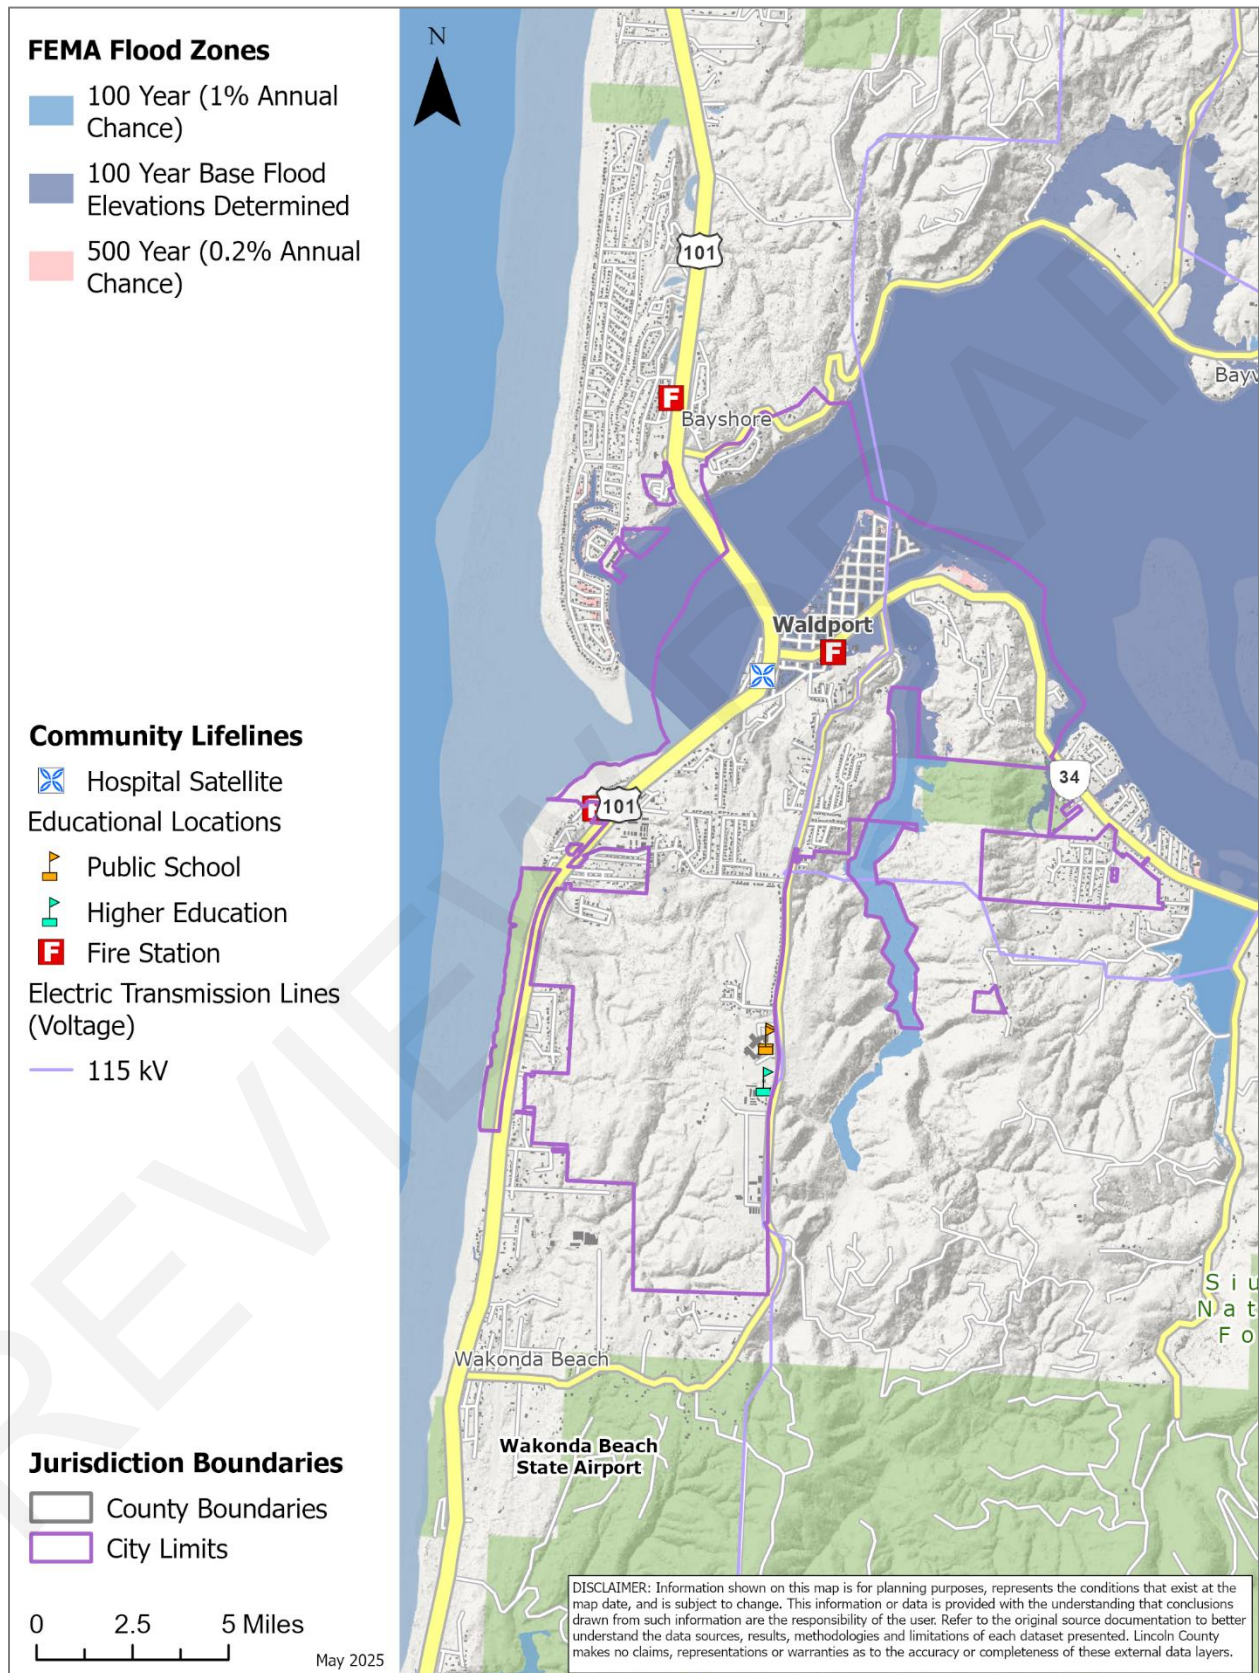 FEMA Flood Zones
100 Year (1% Annual
Chance)
100 Year Base Flood
Elevations Determined
500 Year (0.2% Annual
Chance)
Community Lifelines
Hospital Satellite
Educational Locations
Public School
Higher Education
F
Fire Station
Electric Transmission Lines
(Voltage)
115 kV
Jurisdiction Boundaries
County Boundaries
City Limits
0 2.5 5 Miles
May 2025
N
101
Bayv
F
Bayshore
Waldport
F
34
101
Siu
Nat
Fo
Wakonda Beach
Wakonda Beach
State Airport
DISCLAIMER: Information shown on this map is for planning purposes, represents the conditions that exist at the
map date, and is subject to change. This information or data is provided with the understanding that conclusions
drawn from such information are the responsibility of the user. Refer to the original source documentation to better
understand the data sources, results, methodologies and limitations of each dataset presented. Lincoln County
makes no claims, representations or warranties as to the accuracy or completeness of these external data layers.
REVIEW DRAF